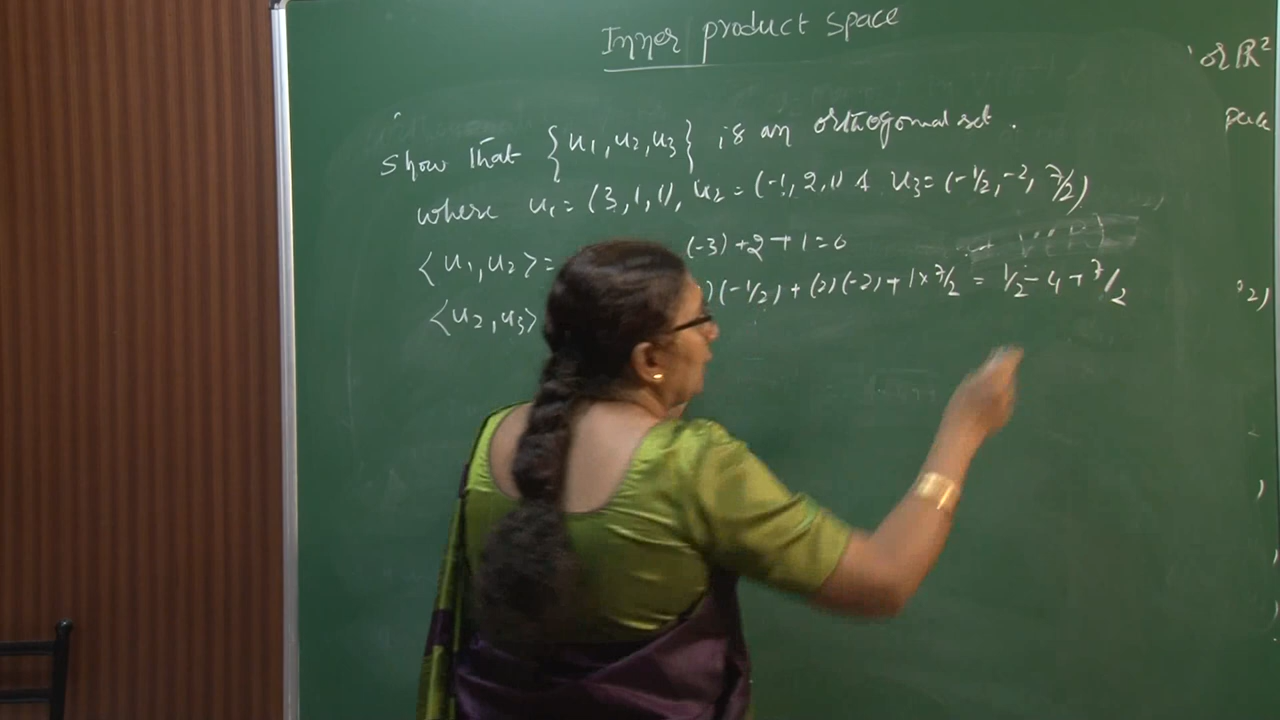 Inner product space
or ℝ²
Show that {u₁, u₂, u₃} is an orthogonal set.
where u₁ = (3, 1, 1), u₂ = (-1, 2, 1) & u₃ = (-1/2, -2, 7/2)
⟨u₁, u₂⟩ = (-3) + 2 + 1 = 0
⟨u₂, u₃⟩ )(-1/2) + (2)(-2) + 1 × 7/2 = 1/2 - 4 + 7/2